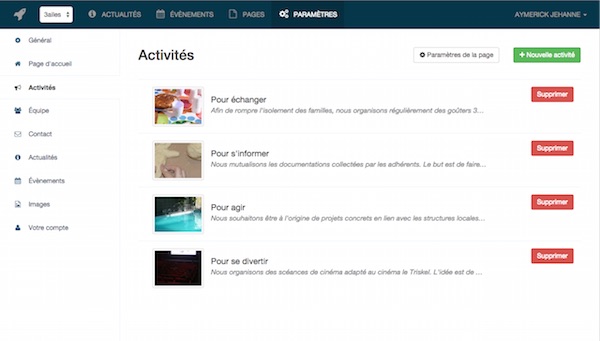 3ailes ACTUALITÉS ÉVÈNEMENTS PAGES PARAMÈTRES AYMERICK JEHANNE
Général
Page d'accueil
Activités
Équipe
Contact
Actualités
Évènements
Images
Votre compte
Activités
Paramètres de la page
+ Nouvelle activité
Pour échanger
Afin de rompre l'isolement des familles, nous organisons régulièrement des goûters 3…
Supprimer
Pour s'informer
Nous mutualisons les documentations collectées par les adhérents. Le but est de faire…
Supprimer
Pour agir
Nous souhaitons être à l'origine de projets concrets en lien avec les structures locales…
Supprimer
Pour se divertir
Nous organisons des scéances de cinéma adapté au cinéma le Triskel. L'idée est de …
Supprimer